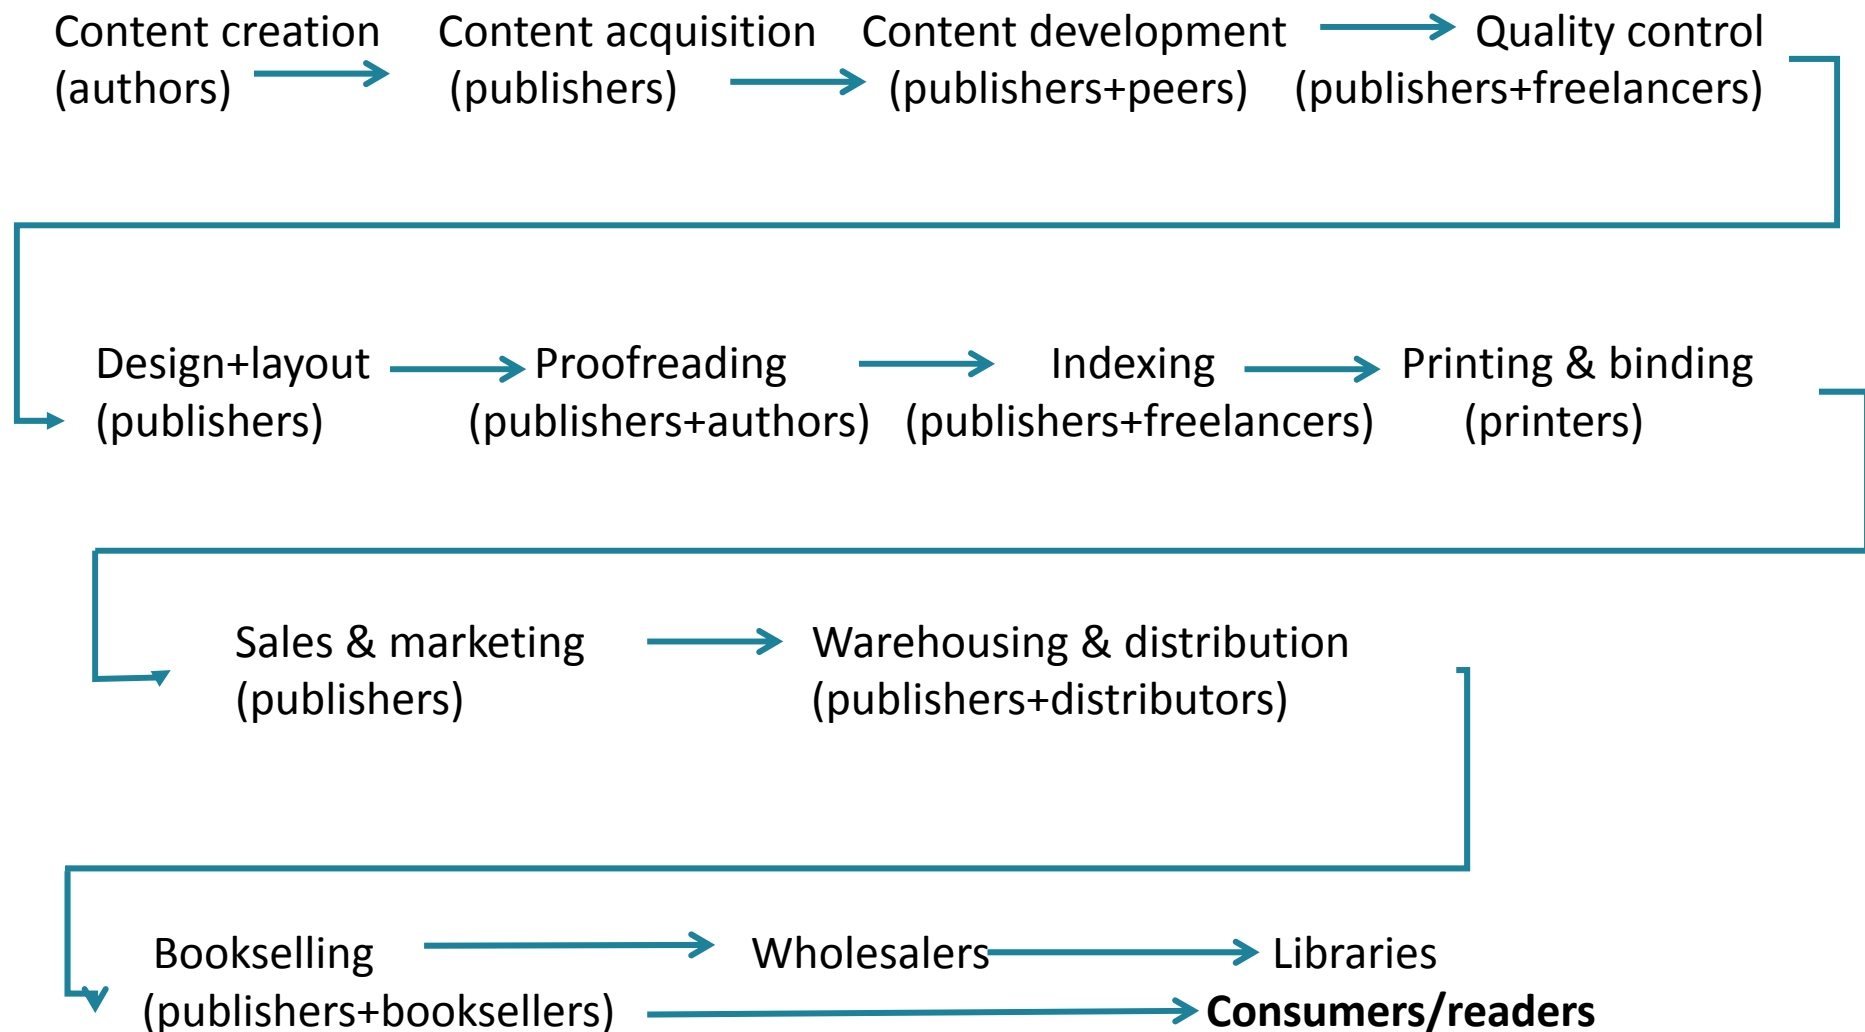 Content creation
(authors)
Content acquisition
(publishers)
Content development
(publishers+peers)
Quality control
(publishers+freelancers)
Design+layout
(publishers)
Proofreading
(publishers+authors)
Indexing
(publishers+freelancers)
Printing & binding
(printers)
Sales & marketing
(publishers)
Warehousing & distribution
(publishers+distributors)
Bookselling
(publishers+booksellers)
Wholesalers
Libraries
Consumers/readers